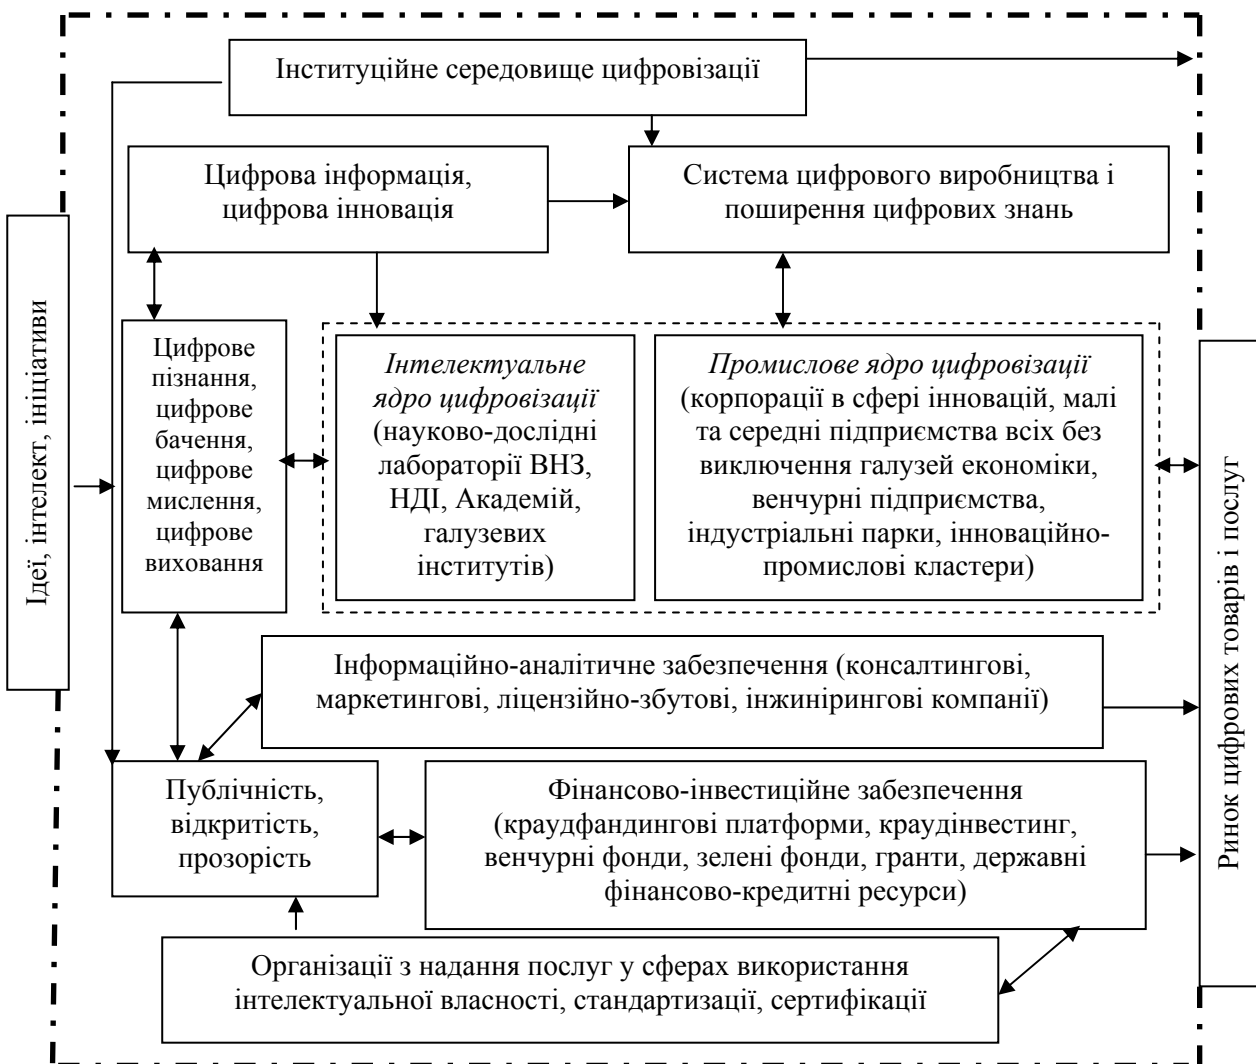 Інституційне середовище цифровізації
Цифрова інформація,
цифрова інновація
Система цифрового виробництва і
поширення цифрових знань
Ідеї, інтелект, ініціативи
Цифрове
пізнання,
цифрове
бачення,
цифрове
мислення,
цифрове
виховання
Інтелектуальне
ядро цифровізації
(науково-дослідні
лабораторії ВНЗ,
НДІ, Академій,
галузевих
інститутів)
Промислове ядро цифровізації
(корпорації в сфері інновацій, малі
та середні підприємства всіх без
виключення галузей економіки,
венчурні підприємства,
індустріальні парки, інноваційно-
промислові кластери)
Ринок цифрових товарів і послуг
Інформаційно-аналітичне забезпечення (консалтингові,
маркетингові, ліцензійно-збутові, інжинірингові компанії)
Публічність,
відкритість,
прозорість
Фінансово-інвестиційне забезпечення
(краудфандингові платформи, краудінвестинг,
венчурні фонди, зелені фонди, гранти, державні
фінансово-кредитні ресурси)
Організації з надання послуг у сферах використання
інтелектуальної власності, стандартизації, сертифікації